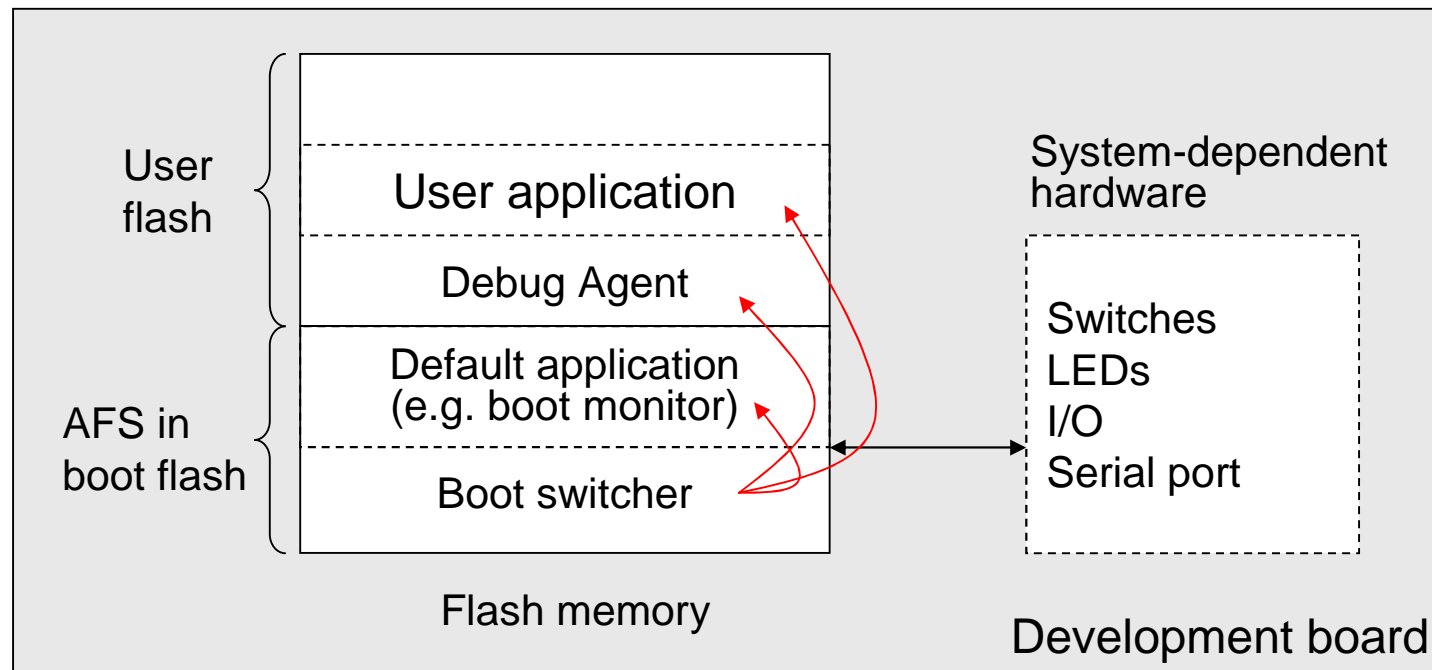 User
flash
User application
Debug Agent
AFS in
boot flash
Default application
(e.g. boot monitor)
Boot switcher
Flash memory
System-dependent
hardware
Switches
LEDs
I/O
Serial port
Development board